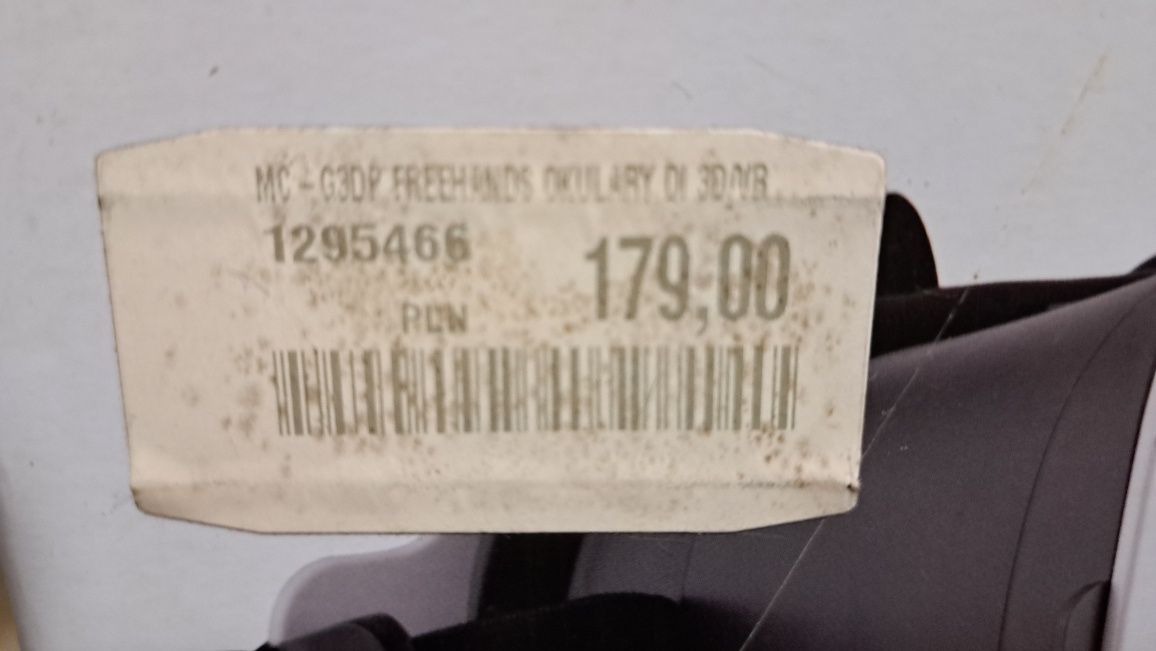 MC - G3DP FREEHANDS OKULARY DI 3D/VR
1295466
179,00
PLN